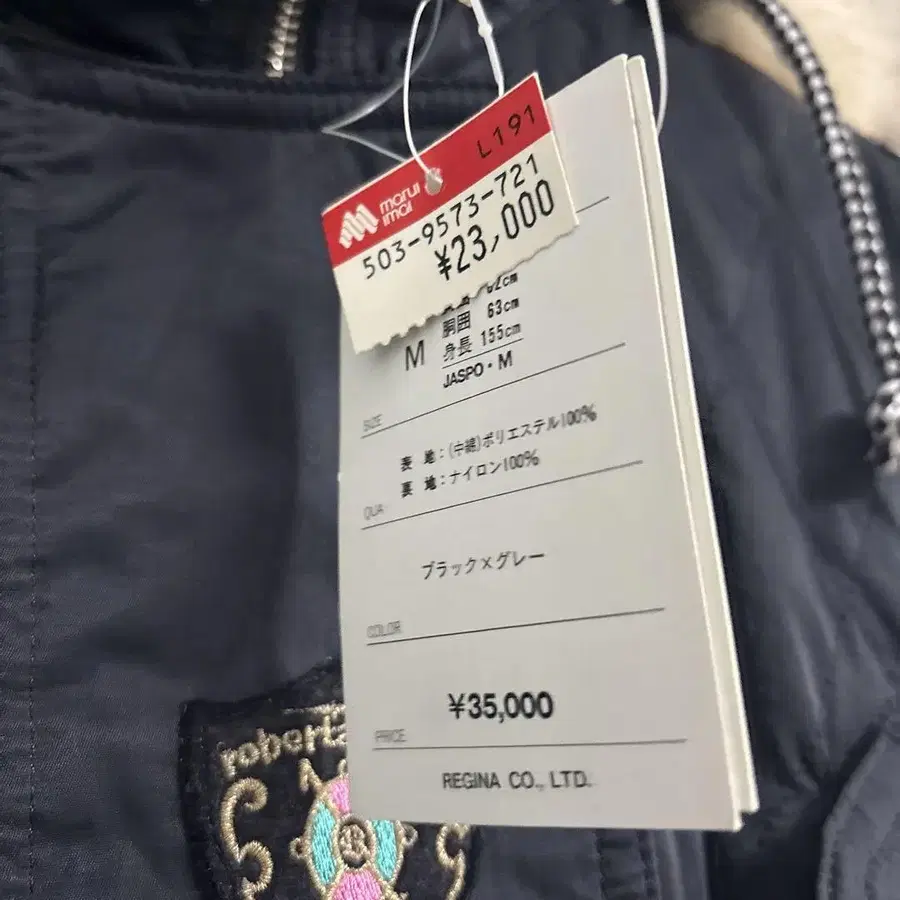 L191
marui
imai
503-9573-721
¥23,000
62cm
胴囲 63cm
M 身長 155cm
JASPO・M
SIZE
表 地:(中綿)ポリエステル100%
裏 地:ナイロン100%
QUA
ブラック×グレー
COLOR
¥35,000
PRICE
REGINA CO., LTD.
robert